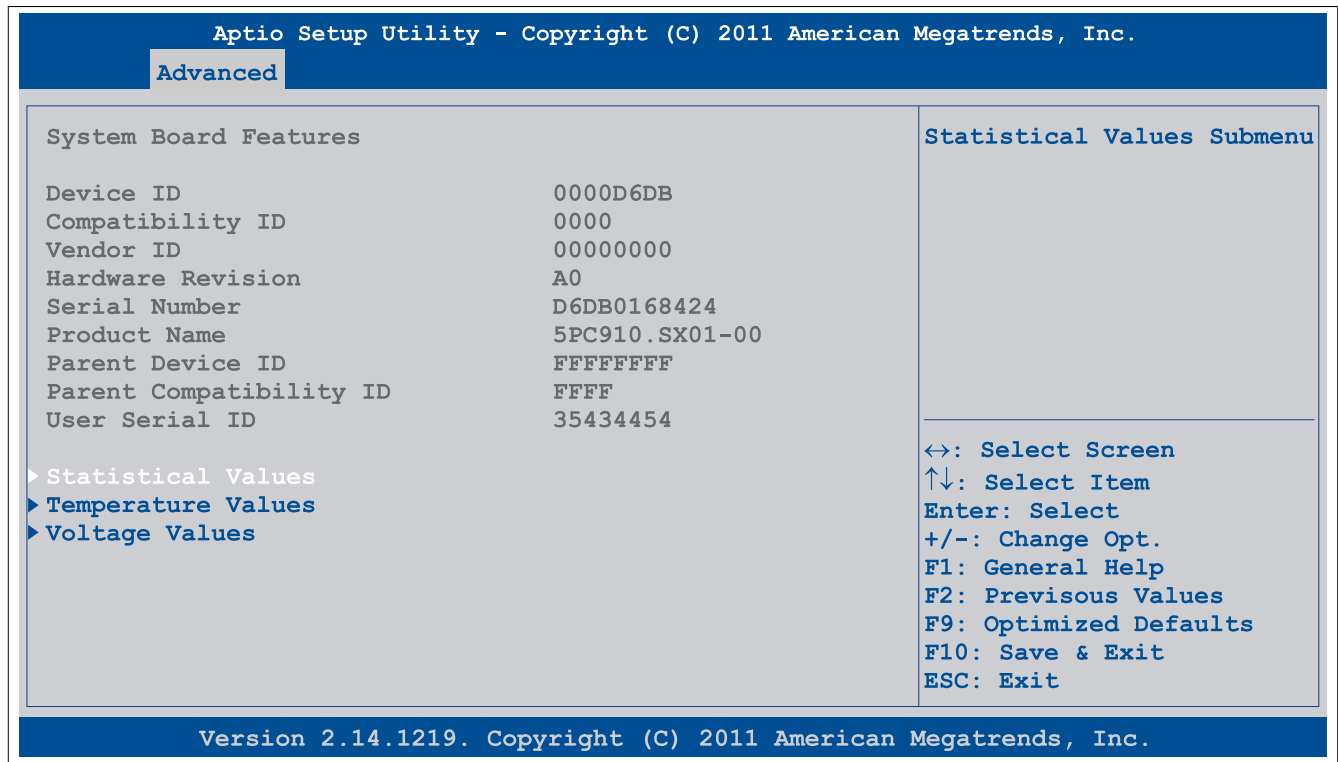 Aptio Setup Utility - Copyright (C) 2011 American Megatrends, Inc.
Advanced
System Board Features
Device ID 0000D6DB
Compatibility ID 0000
Vendor ID 00000000
Hardware Revision A0
Serial Number D6DB0168424
Product Name 5PC910.SX01-00
Parent Device ID FFFFFFFF
Parent Compatibility ID FFFF
User Serial ID 35434454
▶ Statistical Values
▶ Temperature Values
▶ Voltage Values
Statistical Values Submenu
↔: Select Screen
↑↓: Select Item
Enter: Select
+/-: Change Opt.
F1: General Help
F2: Previsous Values
F9: Optimized Defaults
F10: Save & Exit
ESC: Exit
Version 2.14.1219. Copyright (C) 2011 American Megatrends, Inc.